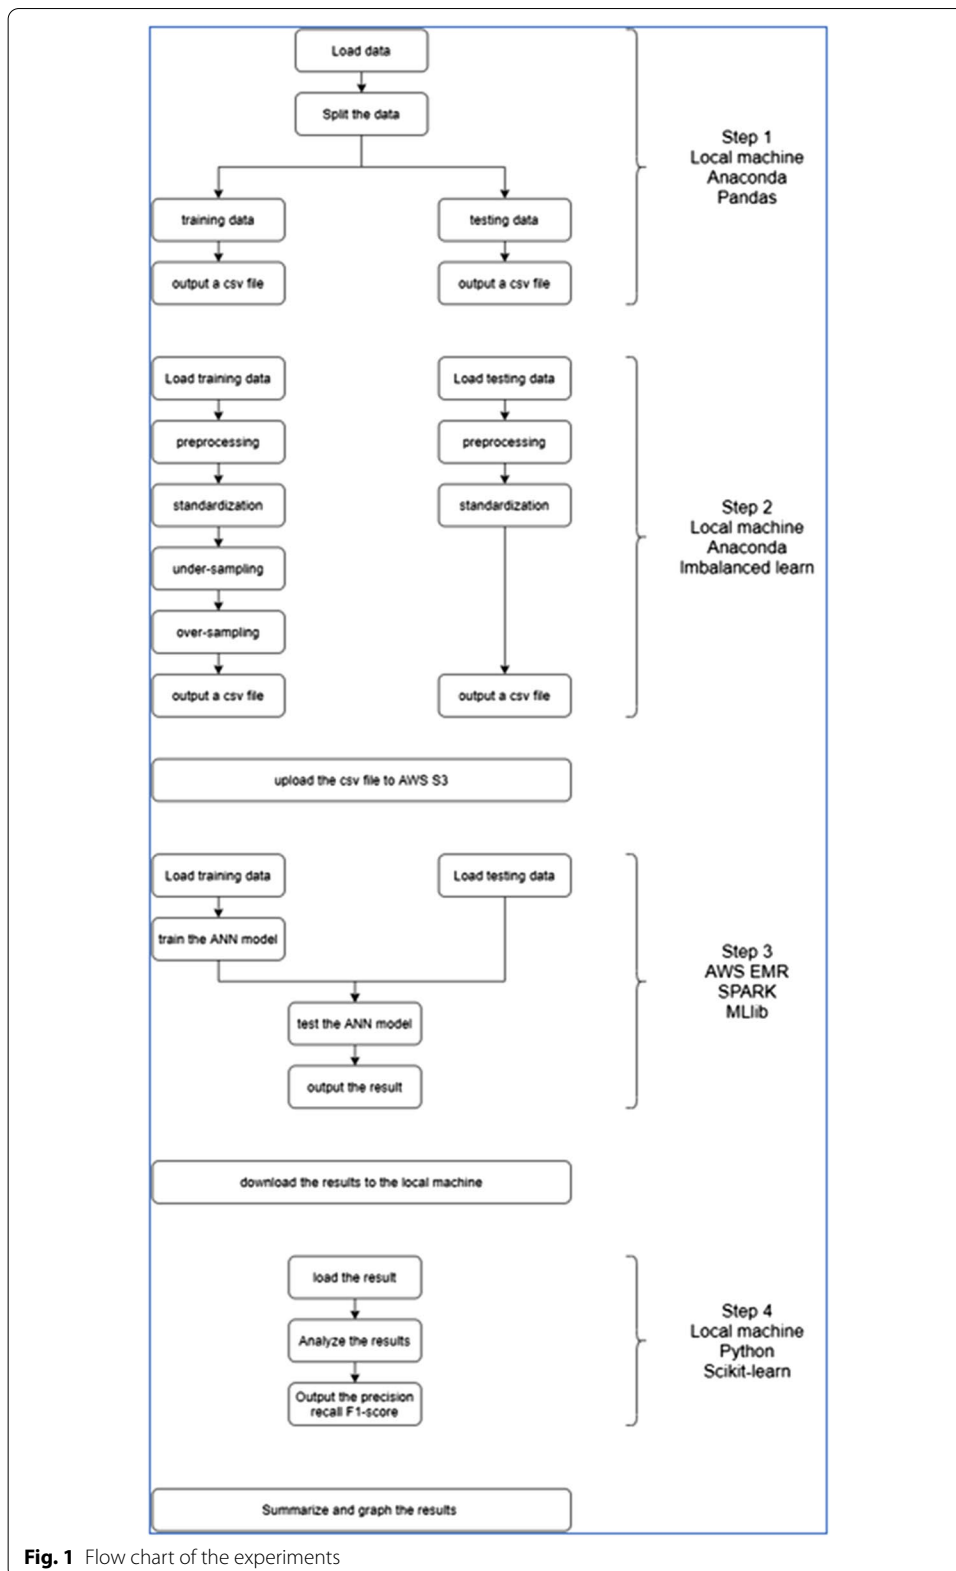 Load data
Split the data
training data
testing data
output a csv file
output a csv file
Step 1
Local machine
Anaconda
Pandas
Load training data
Load testing data
preprocessing
preprocessing
standardization
standardization
under-sampling
over-sampling
output a csv file
output a csv file
Step 2
Local machine
Anaconda
Imbalanced learn
upload the csv file to AWS S3
Load training data
Load testing data
train the ANN model
test the ANN model
output the result
Step 3
AWS EMR
SPARK
MLlib
download the results to the local machine
load the result
Analyze the results
Output the precision
recall F1-score
Step 4
Local machine
Python
Scikit-learn
Summarize and graph the results
Fig. 1 Flow chart of the experiments